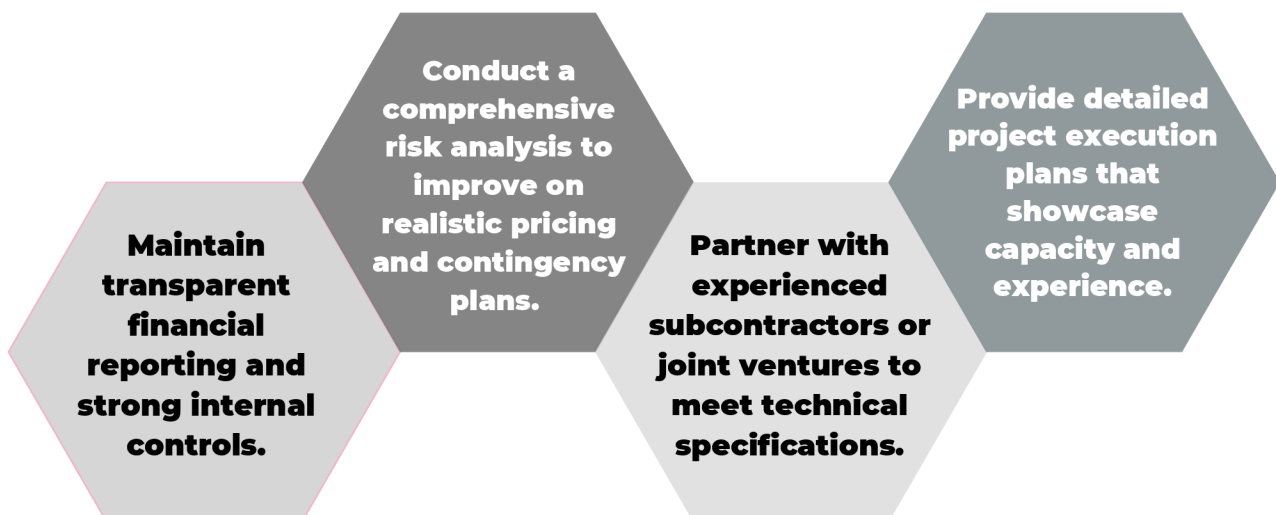 Maintain
transparent
financial
reporting and
strong internal
controls.
Conduct a
comprehensive
risk analysis to
improve on
realistic pricing
and contingency
plans.
Partner with
experienced
subcontractors or
joint ventures to
meet technical
specifications.
Provide detailed
project execution
plans that
showcase
capacity and
experience.